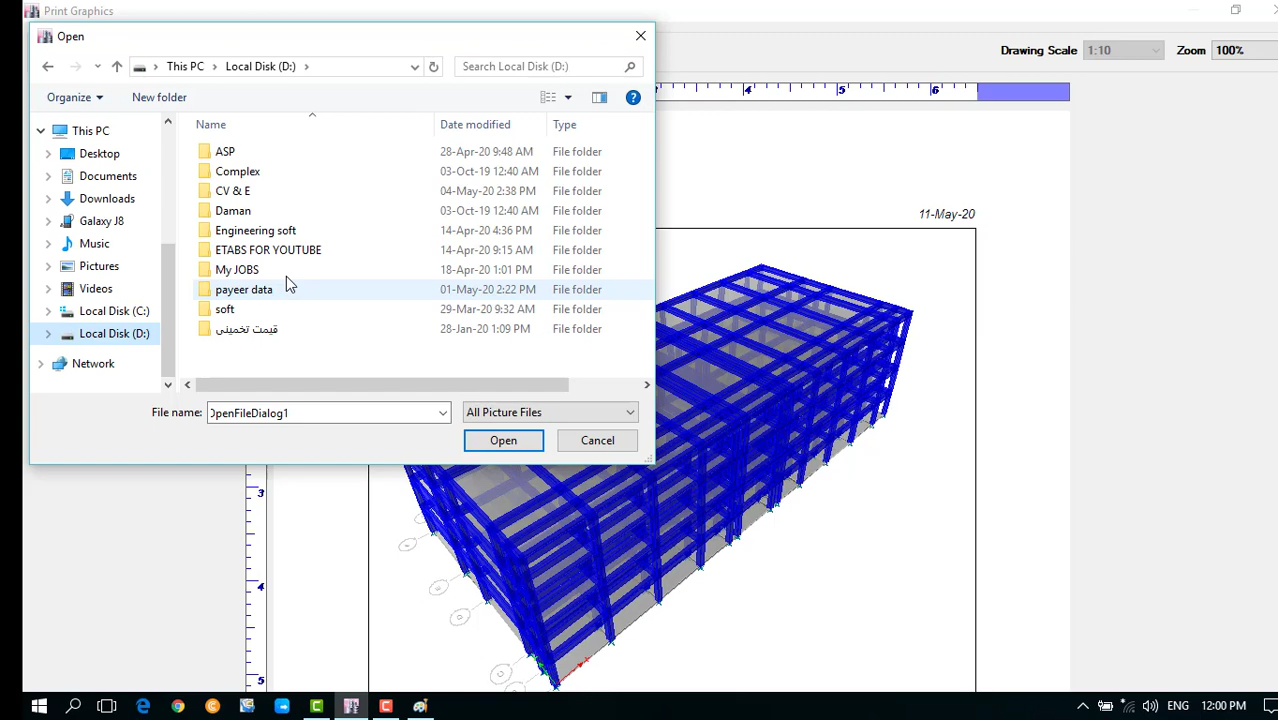 Print Graphics
Open
This PC
Local Disk (D:)
Search Local Disk (D:)
Drawing Scale
1:10
Zoom
100%
Organize
New folder
4
5
6
Name
Date modified
Type
This PC
Desktop
Documents
Downloads
Galaxy J8
Music
Pictures
Videos
Local Disk (C:)
Local Disk (D:)
Network
ASP 28-Apr-20 9:48 AM File folder
Complex 03-Oct-19 12:40 AM File folder
CV & E 04-May-20 2:38 PM File folder
Daman 03-Oct-19 12:40 AM File folder
Engineering soft 14-Apr-20 4:36 PM File folder
ETABS FOR YOUTUBE 14-Apr-20 9:15 AM File folder
My JOBS 18-Apr-20 1:01 PM File folder
payeer data 01-May-20 2:22 PM File folder
soft 29-Mar-20 9:32 AM File folder
قیمت تخمینی 28-Jan-20 1:09 PM File folder
11-May-20
File name:
OpenFileDialog1
All Picture Files
Open
Cancel
3
4
5
ENG
12:00 PM